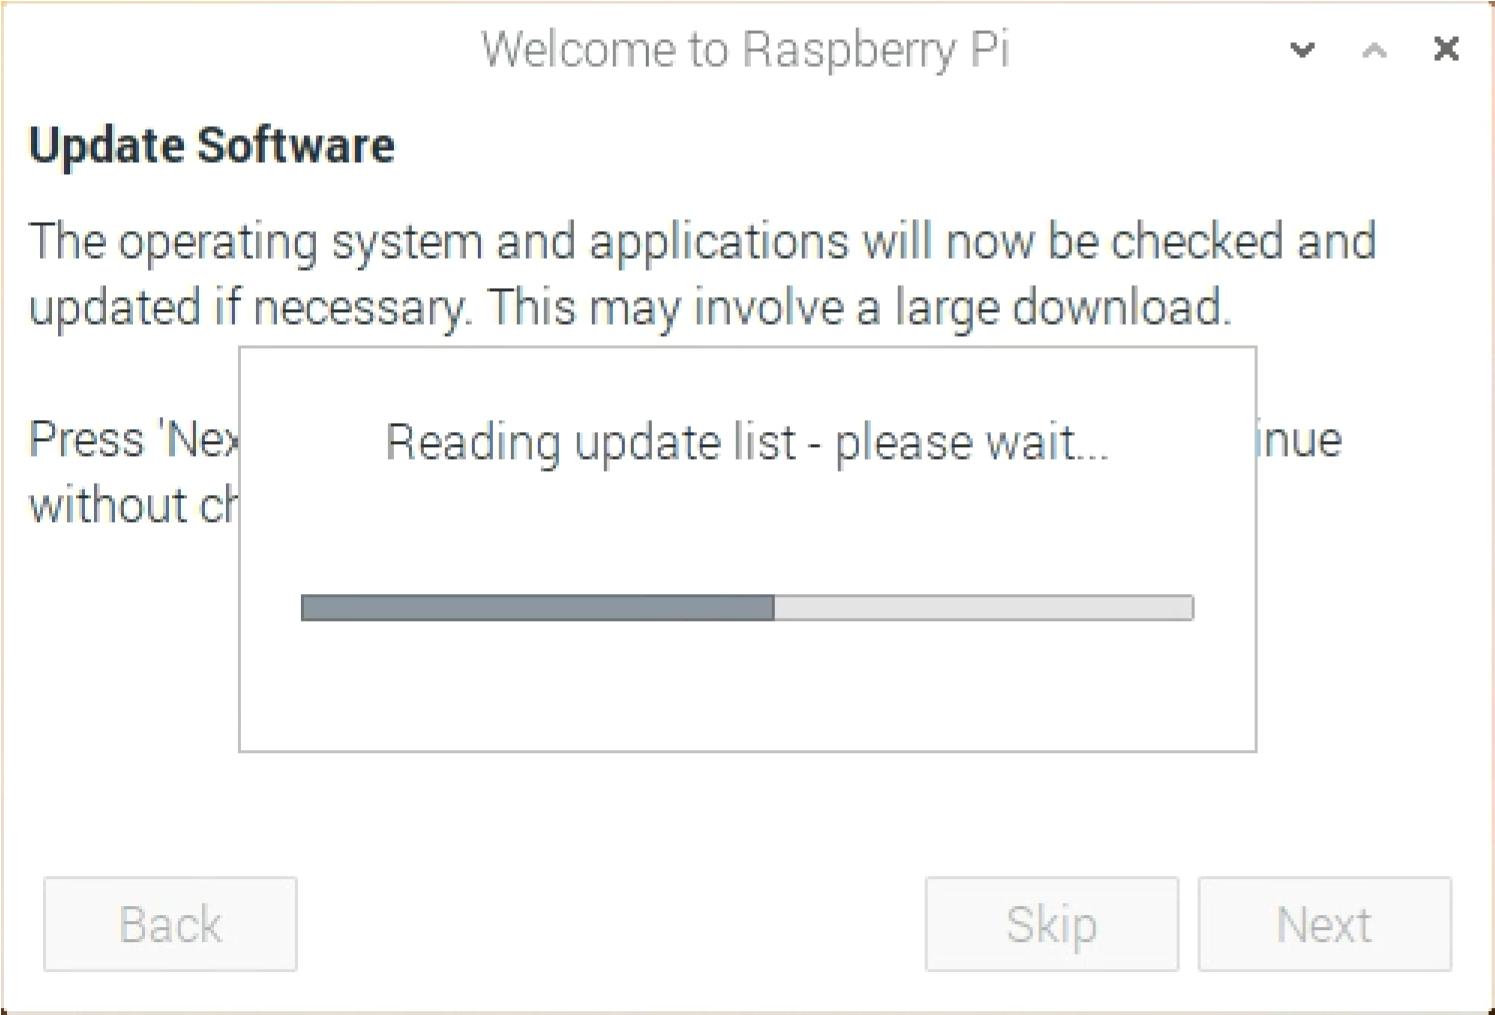 Welcome to Raspberry Pi
Update Software
The operating system and applications will now be checked and
updated if necessary. This may involve a large download.
Reading update list - please wait...
Press 'Nex
inue
without ch
Back
Skip
Next